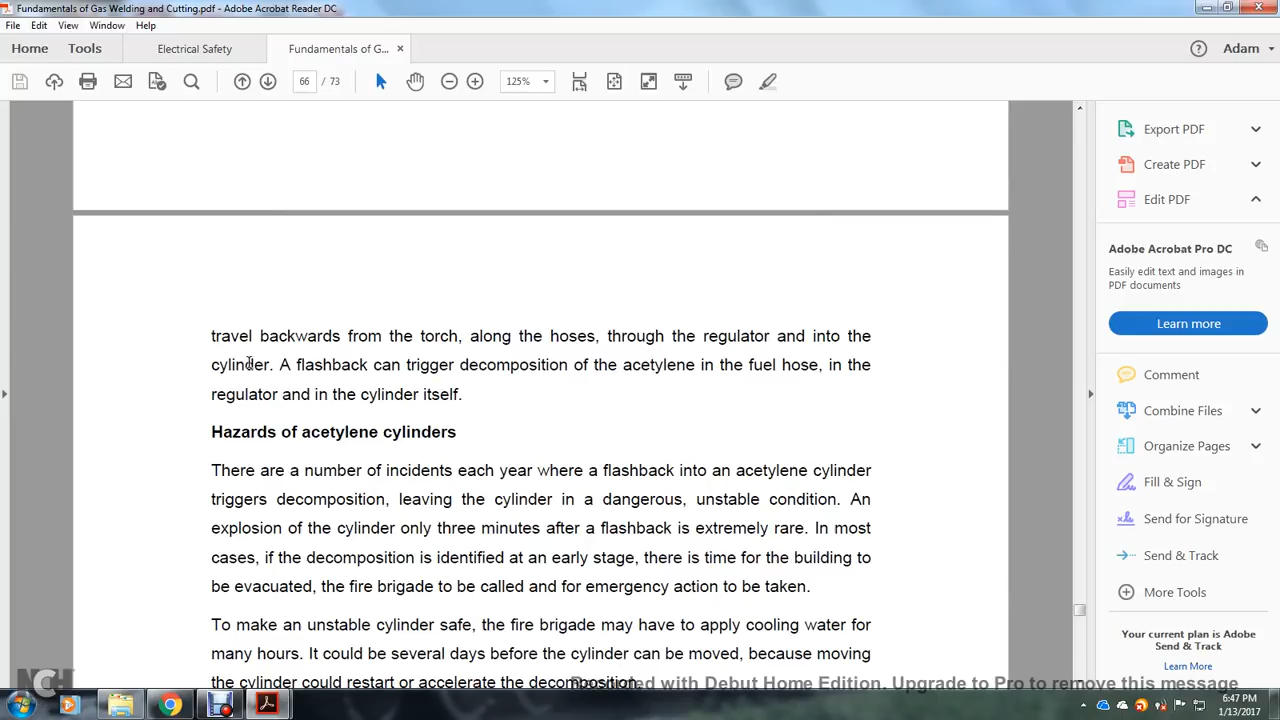 Fundamentals of Gas Welding and Cutting.pdf - Adobe Acrobat Reader DC
File Edit View Window Help
Home Tools Electrical Safety Fundamentals of G... × Adam
66 / 73 125%
travel backwards from the torch, along the hoses, through the regulator and into the
cylinder. A flashback can trigger decomposition of the acetylene in the fuel hose, in the
regulator and in the cylinder itself.
Hazards of acetylene cylinders
There are a number of incidents each year where a flashback into an acetylene cylinder
triggers decomposition, leaving the cylinder in a dangerous, unstable condition. An
explosion of the cylinder only three minutes after a flashback is extremely rare. In most
cases, if the decomposition is identified at an early stage, there is time for the building to
be evacuated, the fire brigade to be called and for emergency action to be taken.
To make an unstable cylinder safe, the fire brigade may have to apply cooling water for
many hours. It could be several days before the cylinder can be moved, because moving
the cylinder could restart or accelerate the decomposition.
Export PDF
Create PDF
Edit PDF
Adobe Acrobat Pro DC
Easily edit text and images in
PDF documents
Learn more
Comment
Combine Files
Organize Pages
Fill & Sign
Send for Signature
Send & Track
More Tools
Your current plan is Adobe
Send & Track
Learn More
NCH
Recorded with Debut Home Edition. Upgrade to Pro to remove this message
6:47 PM
1/13/2017